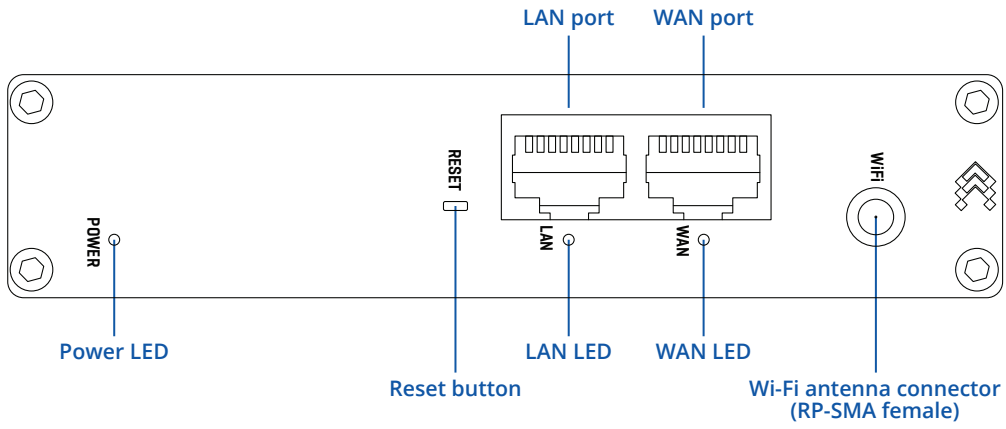 LAN port
WAN port
RESET
WiFi
POWER
LAN
WAN
Power LED
LAN LED
WAN LED
Reset button
Wi-Fi antenna connector
(RP-SMA female)